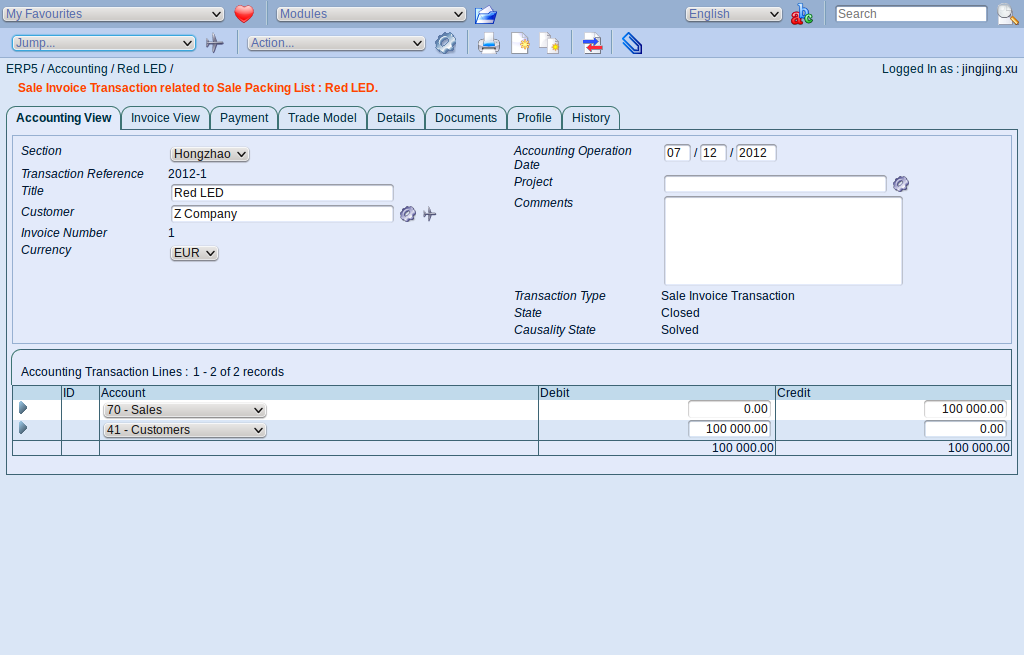 My Favourites Modules English Search
Jump... Action...
ERP5 / Accounting / Red LED / Logged In as : jingjing.xu
Sale Invoice Transaction related to Sale Packing List : Red LED.
Accounting View Invoice View Payment Trade Model Details Documents Profile History
Section Hongzhao
Transaction Reference 2012-1
Title Red LED
Customer Z Company
Invoice Number 1
Currency EUR
Accounting Operation Date 07 / 12 / 2012
Project
Comments
Transaction Type Sale Invoice Transaction
State Closed
Causality State Solved
Accounting Transaction Lines : 1 - 2 of 2 records
ID Account Debit Credit
70 - Sales 0.00 100 000.00
41 - Customers 100 000.00 0.00
100 000.00 100 000.00